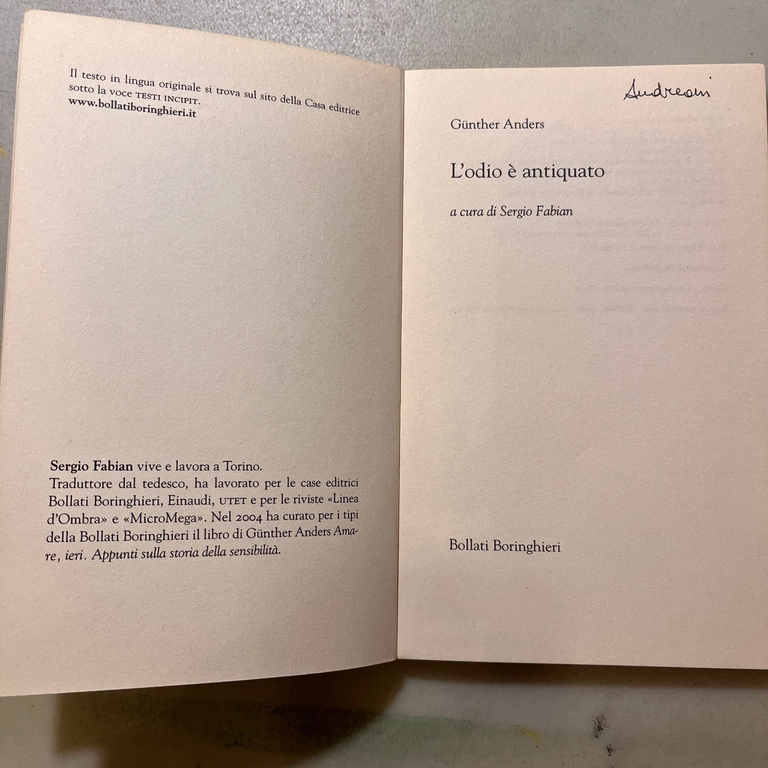 Il testo in lingua originale si trova sul sito della Casa editrice
sotto la voce TESTI INCIPIT.
www.bollatiboringhieri.it
Sergio Fabian vive e lavora a Torino.
Traduttore dal tedesco, ha lavorato per le case editrici
Bollati Boringhieri, Einaudi, UTET e per le riviste «Linea
d'Ombra» e «MicroMega». Nel 2004 ha curato per i tipi
della Bollati Boringhieri il libro di Günther Anders Ama-
re, ieri. Appunti sulla storia della sensibilità.
Andreani
Günther Anders
L'odio è antiquato
a cura di Sergio Fabian
Bollati Boringhieri